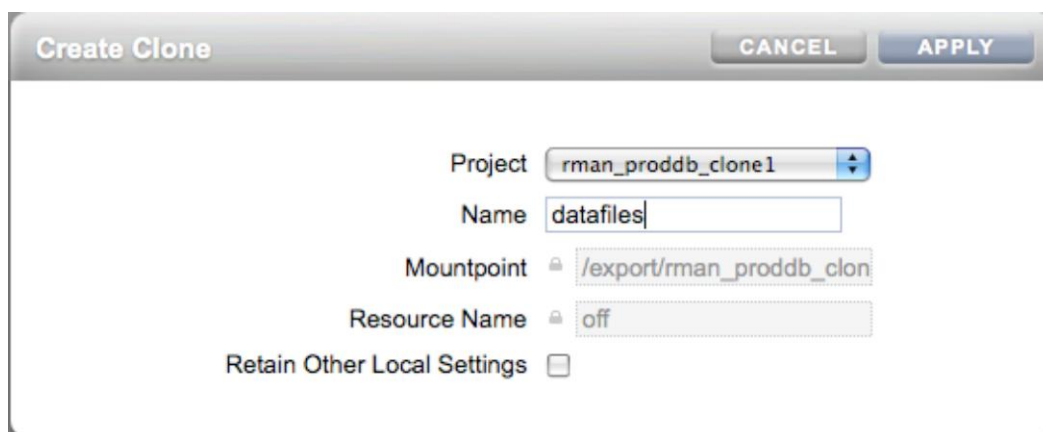 Create Clone CANCEL APPLY
Project rman_proddb_clone1
Name datafiles
Mountpoint /export/rman_proddb_clon
Resource Name off
Retain Other Local Settings